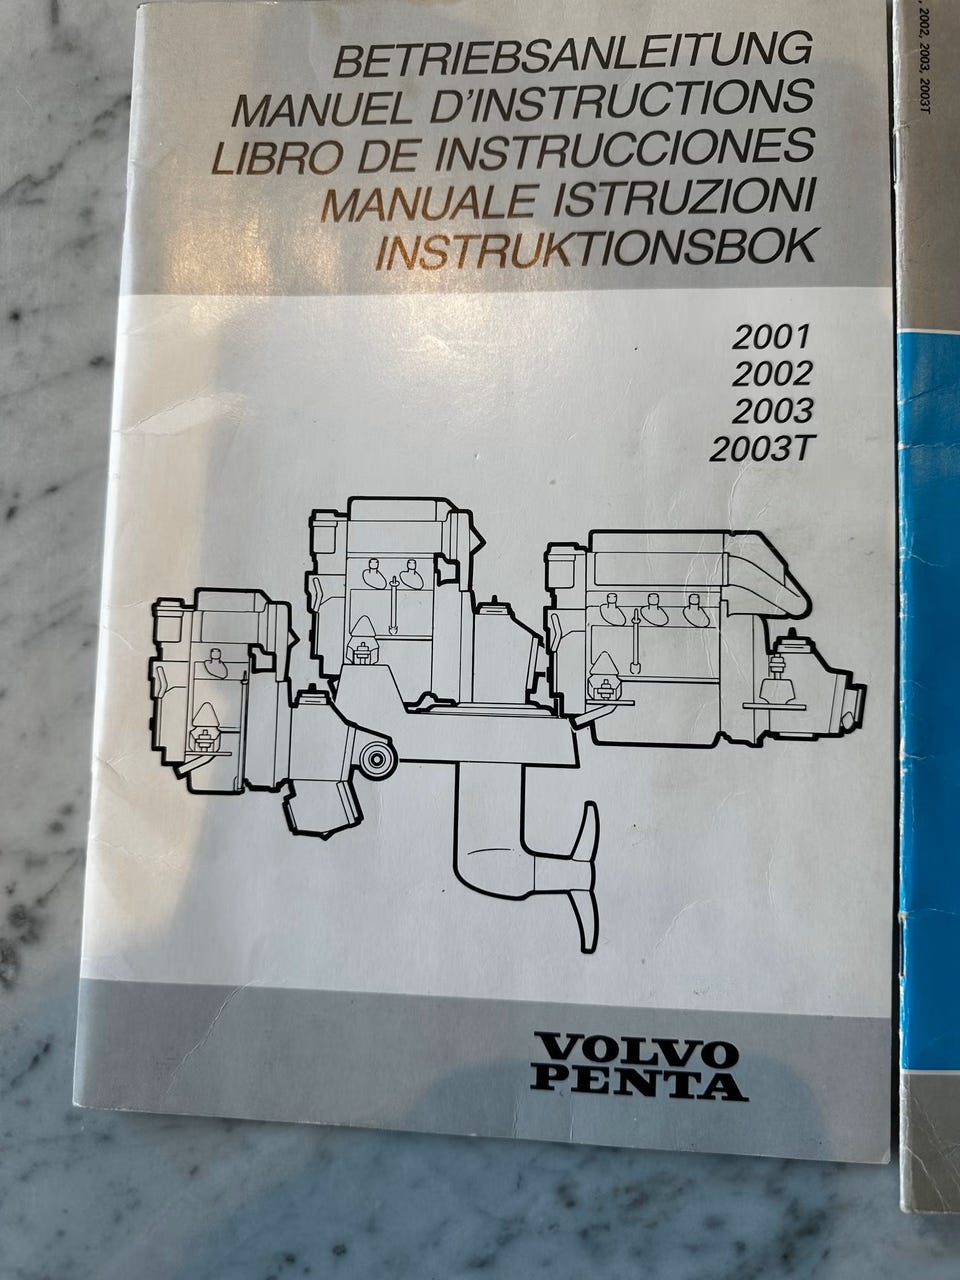 BETRIEBSANLEITUNG
MANUEL D'INSTRUCTIONS
LIBRO DE INSTRUCCIONES
MANUALE ISTRUZIONI
INSTRUKTIONSBOK
2001
2002
2003
2003T
VOLVO
PENTA
, 2002, 2003, 2003T